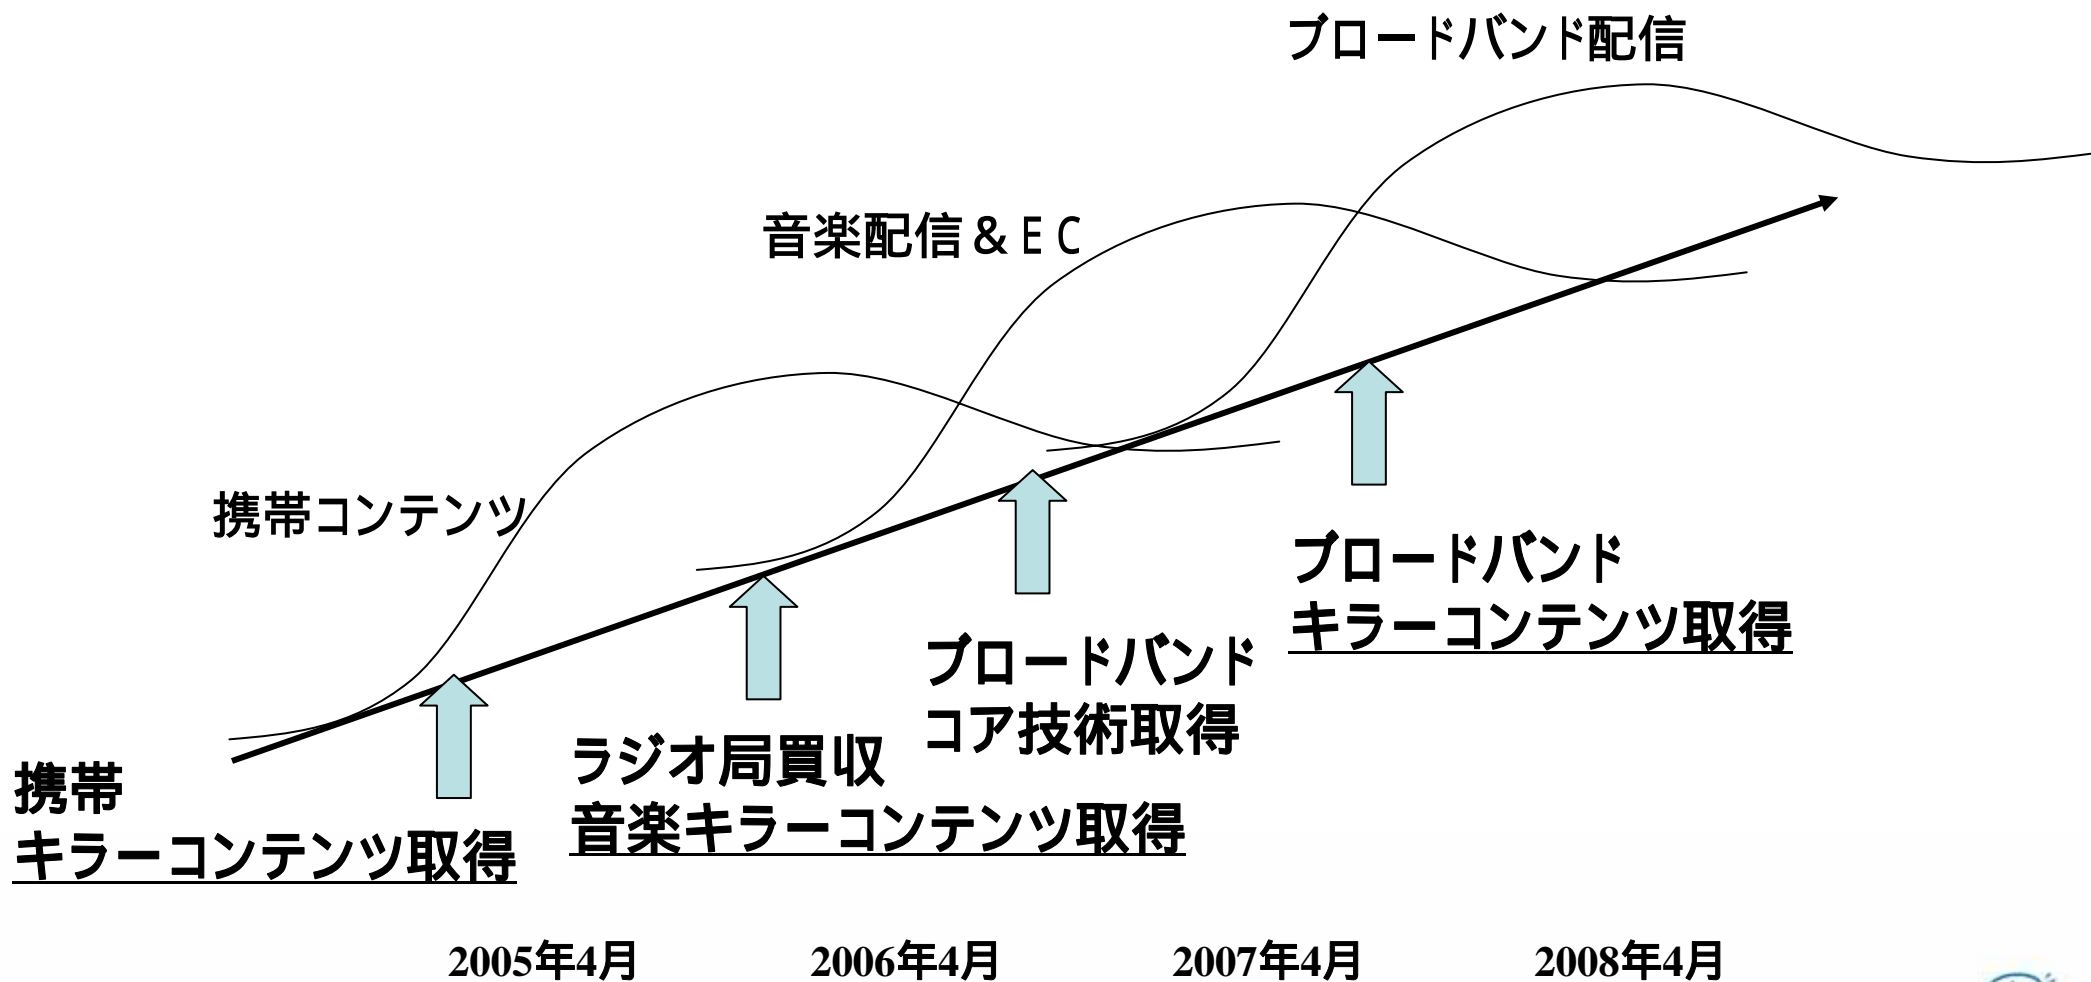 ブロードバンド配信
音楽配信＆ＥＣ
携帯コンテンツ
ブロードバンド
キラーコンテンツ取得
ブロードバンド
コア技術取得
ラジオ局買収
音楽キラーコンテンツ取得
携帯
キラーコンテンツ取得
2005年4月 2006年4月 2007年4月 2008年4月